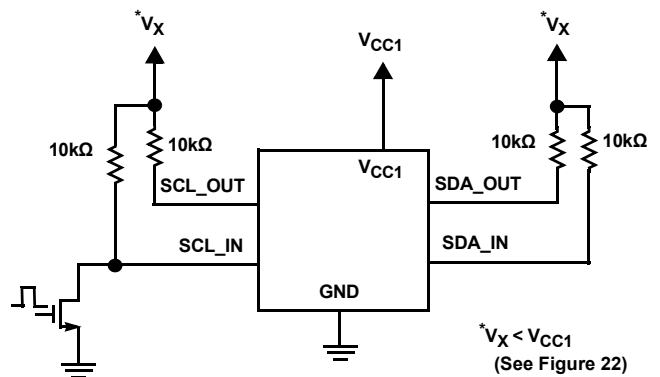 *VX
VCC1
*VX
10kΩ
10kΩ
10kΩ
10kΩ
VCC1
SCL_OUT
SDA_OUT
SCL_IN
SDA_IN
GND
*VX < VCC1
(See Figure 22)